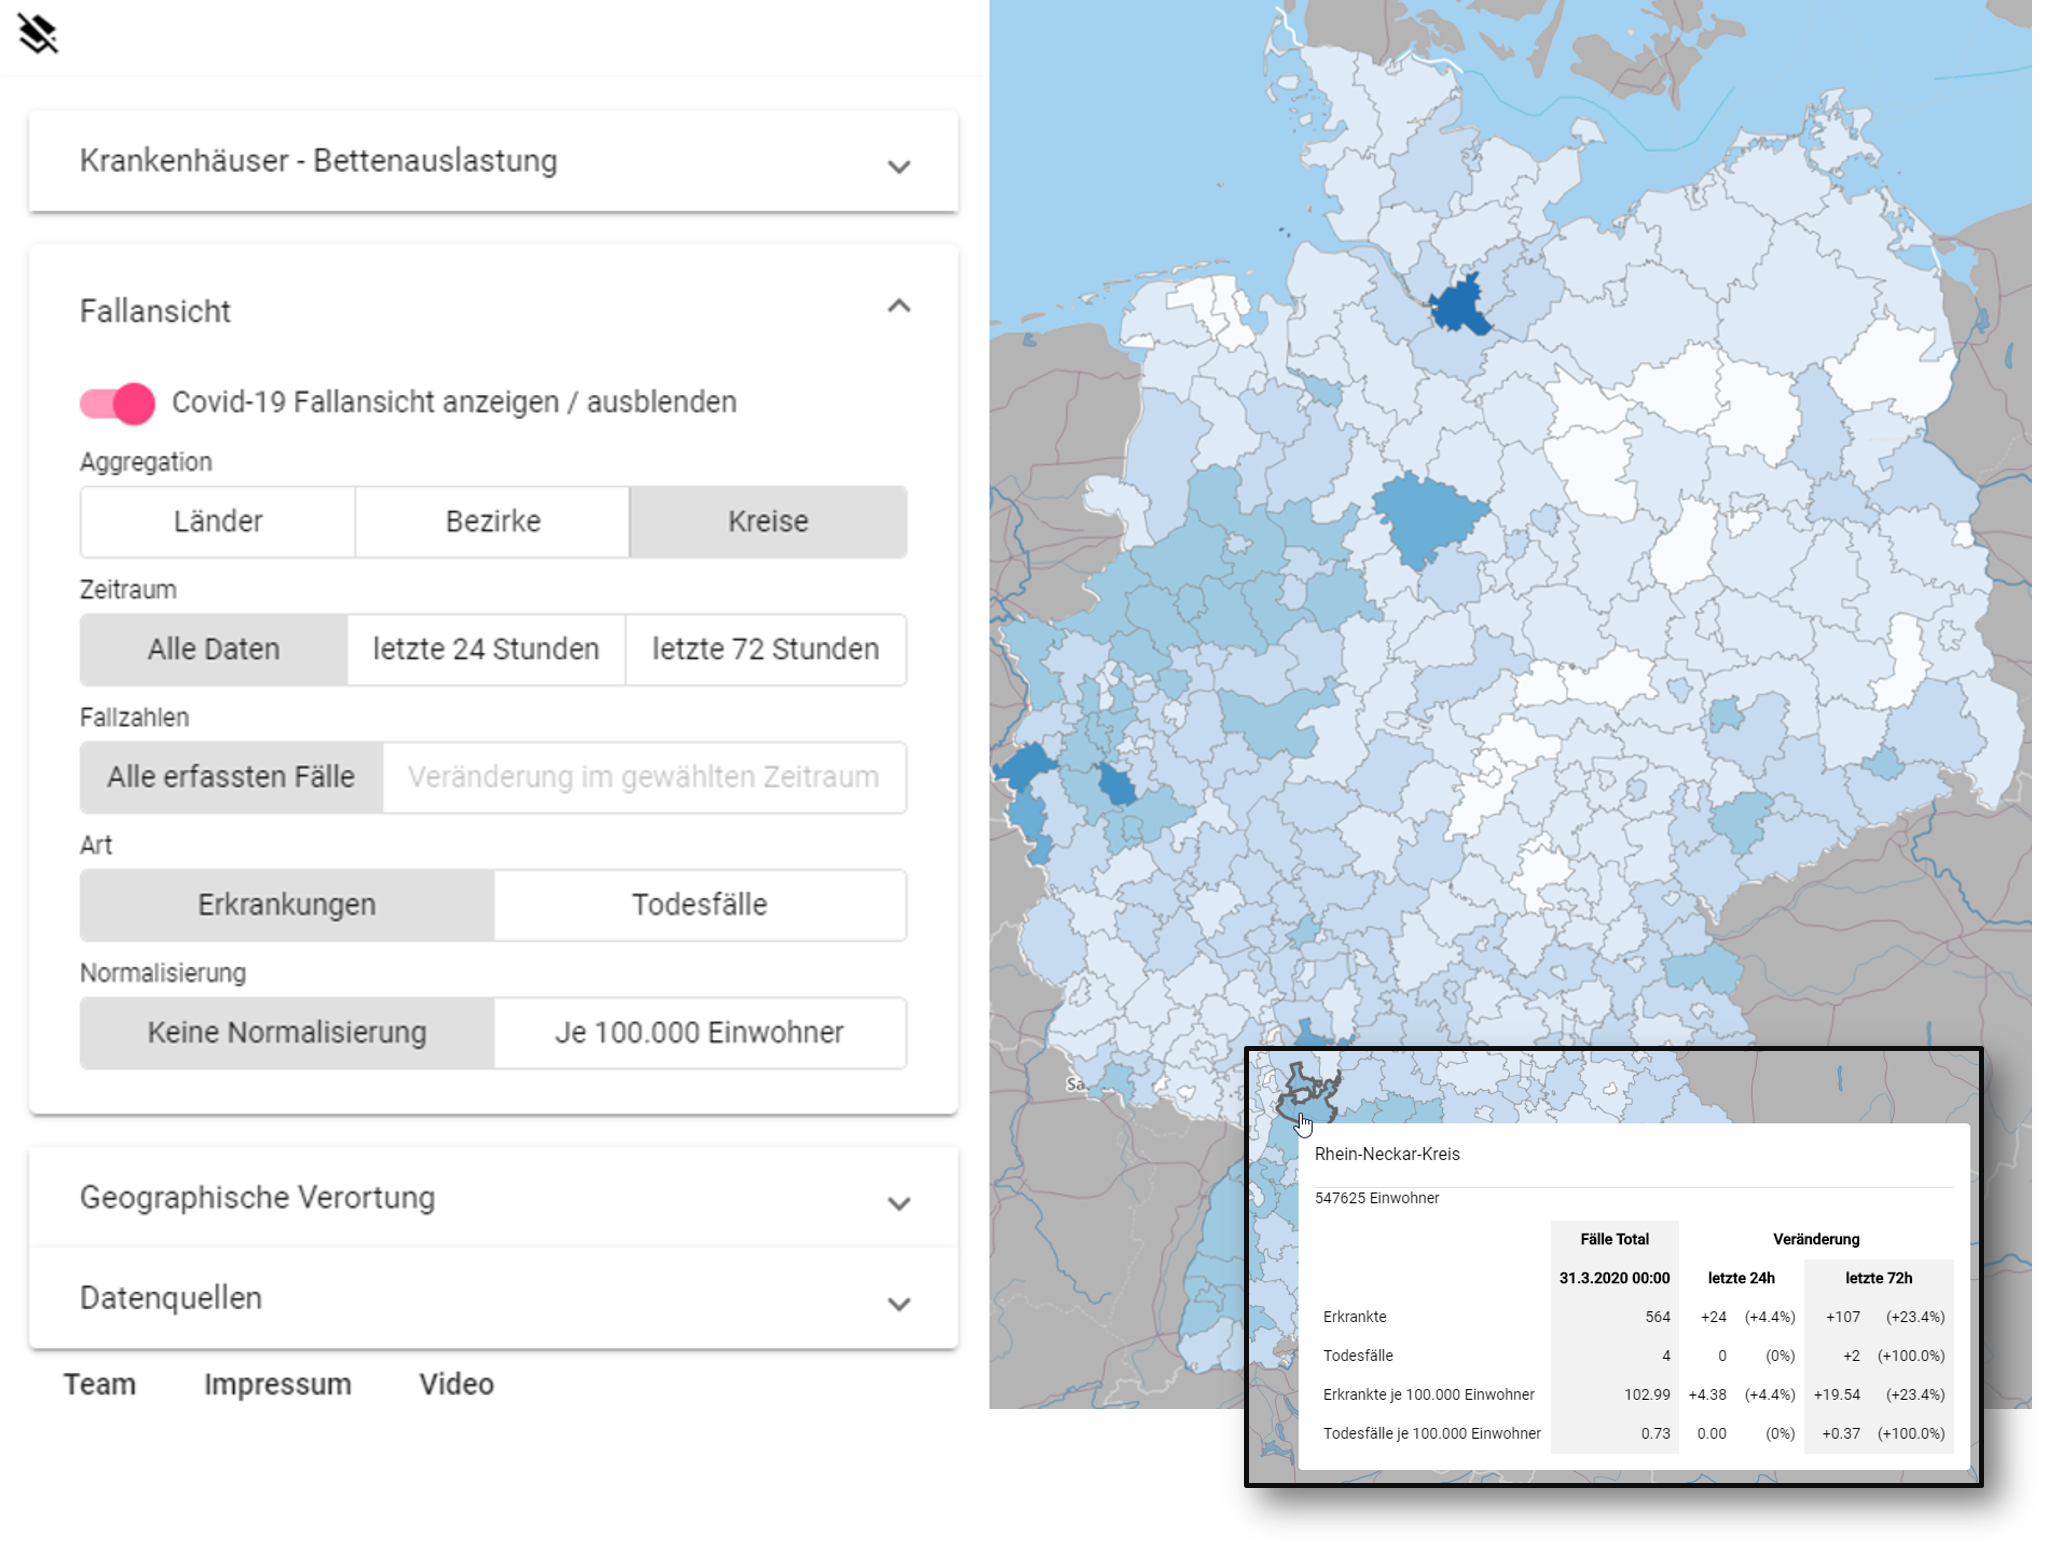 Krankenhäuser - Bettenauslastung
Fallansicht
Covid-19 Fallansicht anzeigen / ausblenden
Aggregation
Länder Bezirke Kreise
Zeitraum
Alle Daten letzte 24 Stunden letzte 72 Stunden
Fallzahlen
Alle erfassten Fälle Veränderung im gewählten Zeitraum
Art
Erkrankungen Todesfälle
Normalisierung
Keine Normalisierung Je 100.000 Einwohner
Geographische Verortung
Datenquellen
Team Impressum Video
Sa
Rhein-Neckar-Kreis
547625 Einwohner
Fälle Total Veränderung
31.3.2020 00:00 letzte 24h letzte 72h
Erkrankte 564 +24 (+4.4%) +107 (+23.4%)
Todesfälle 4 0 (0%) +2 (+100.0%)
Erkrankte je 100.000 Einwohner 102.99 +4.38 (+4.4%) +19.54 (+23.4%)
Todesfälle je 100.000 Einwohner 0.73 0.00 (0%) +0.37 (+100.0%)